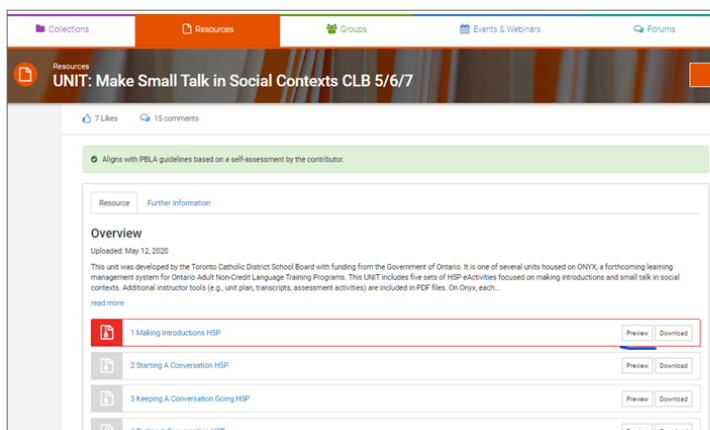 Collections Resources Groups Events & Webinars Forums
Resources
UNIT: Make Small Talk in Social Contexts CLB 5/6/7
7 Likes 15 comments
Aligns with PBLA guidelines based on a self-assessment by the contributor.
Resource Further Information
Overview
Uploaded: May 12, 2020
This unit was developed by the Toronto Catholic District School Board with funding from the Government of Ontario. It is one of several units housed on ONYX, a forthcoming learning
management system for Ontario Adult Non-Credit Language Training Programs. This UNIT includes five sets of H5P eActivities focused on making introductions and small talk in social
contexts. Additional instructor tools (e.g., unit plan, transcripts, assessment activities) are included in PDF files. On Onyx, each...
read more
1 Making Introductions H5P Preview Download
2 Starting A Conversation H5P Preview Download
3 Keeping A Conversation Going H5P Preview Download